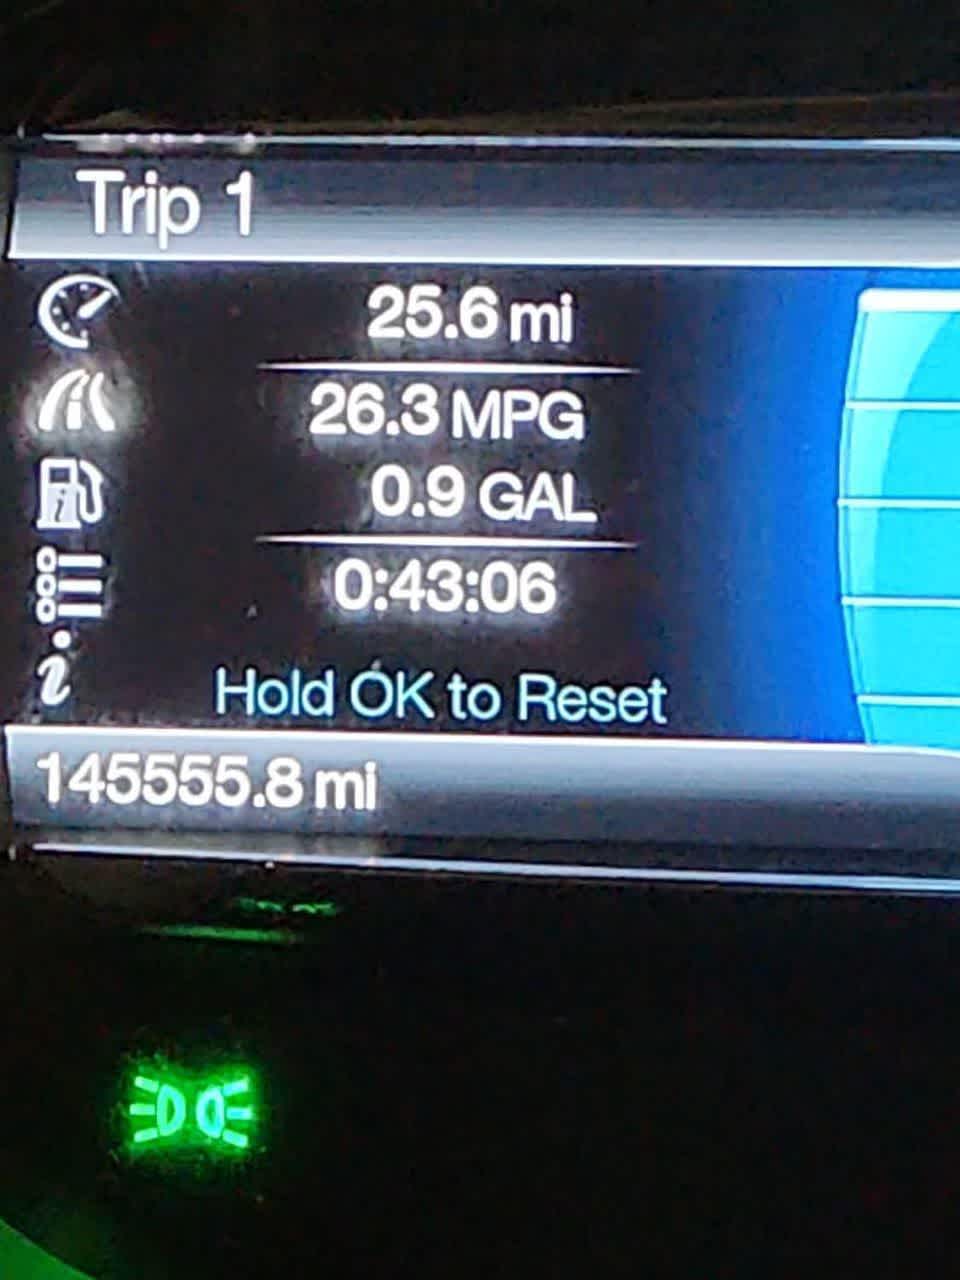 Trip 1
25.6 mi
26.3 MPG
0.9 GAL
0:43:06
Hold OK to Reset
145555.8 mi